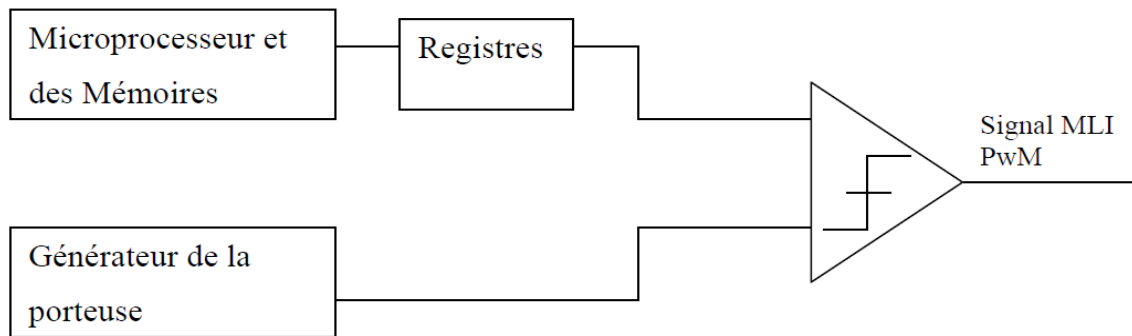 Microprocesseur et
des Mémoires
Registres
Signal MLI
PwM
Générateur de la
porteuse